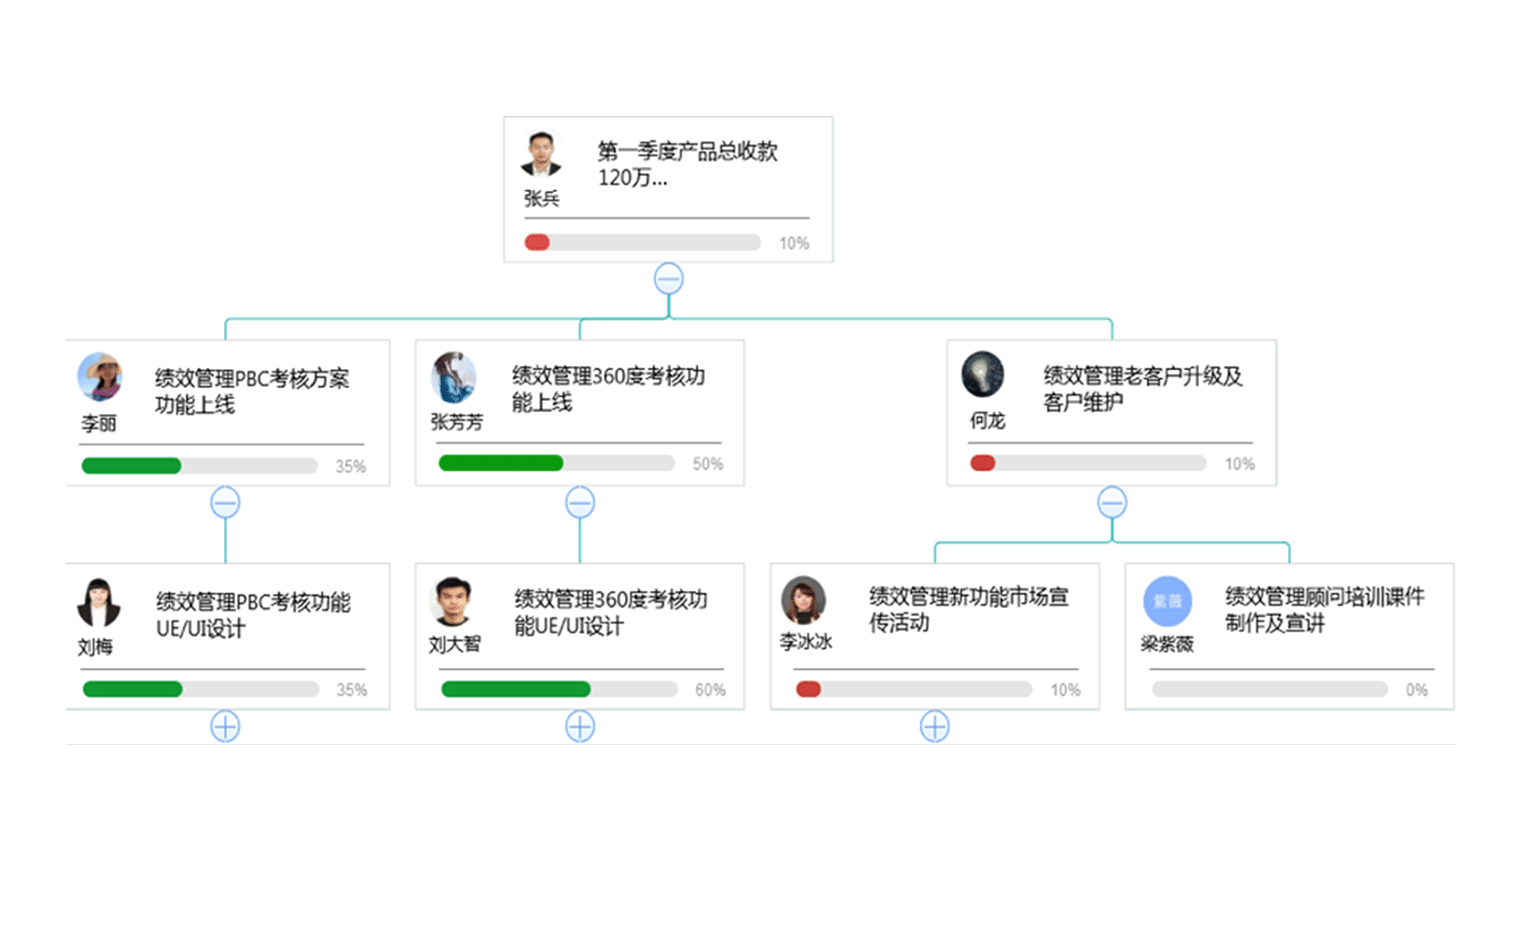 第一季度产品总收款
120万...
张兵
10%
绩效管理PBC考核方案
功能上线
李丽
35%
绩效管理360度考核功
能上线
张芳芳
50%
绩效管理老客户升级及
客户维护
何龙
10%
绩效管理PBC考核功能
UE/UI设计
刘梅
35%
绩效管理360度考核功
能UE/UI设计
刘大智
60%
绩效管理新功能市场宣
传活动
李冰冰
10%
紫薇
绩效管理顾问培训课件
制作及宣讲
梁紫薇
0%